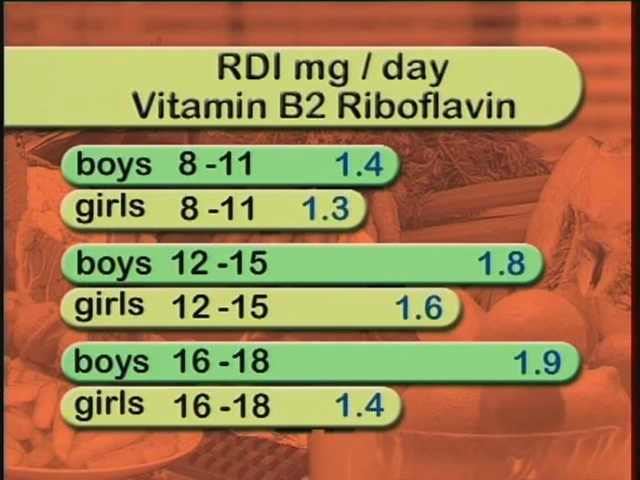 RDI mg / day
Vitamin B2 Riboflavin
boys 8 -11 1.4
girls 8 -11 1.3
boys 12 -15 1.8
girls 12 -15 1.6
boys 16 -18 1.9
girls 16 -18 1.4